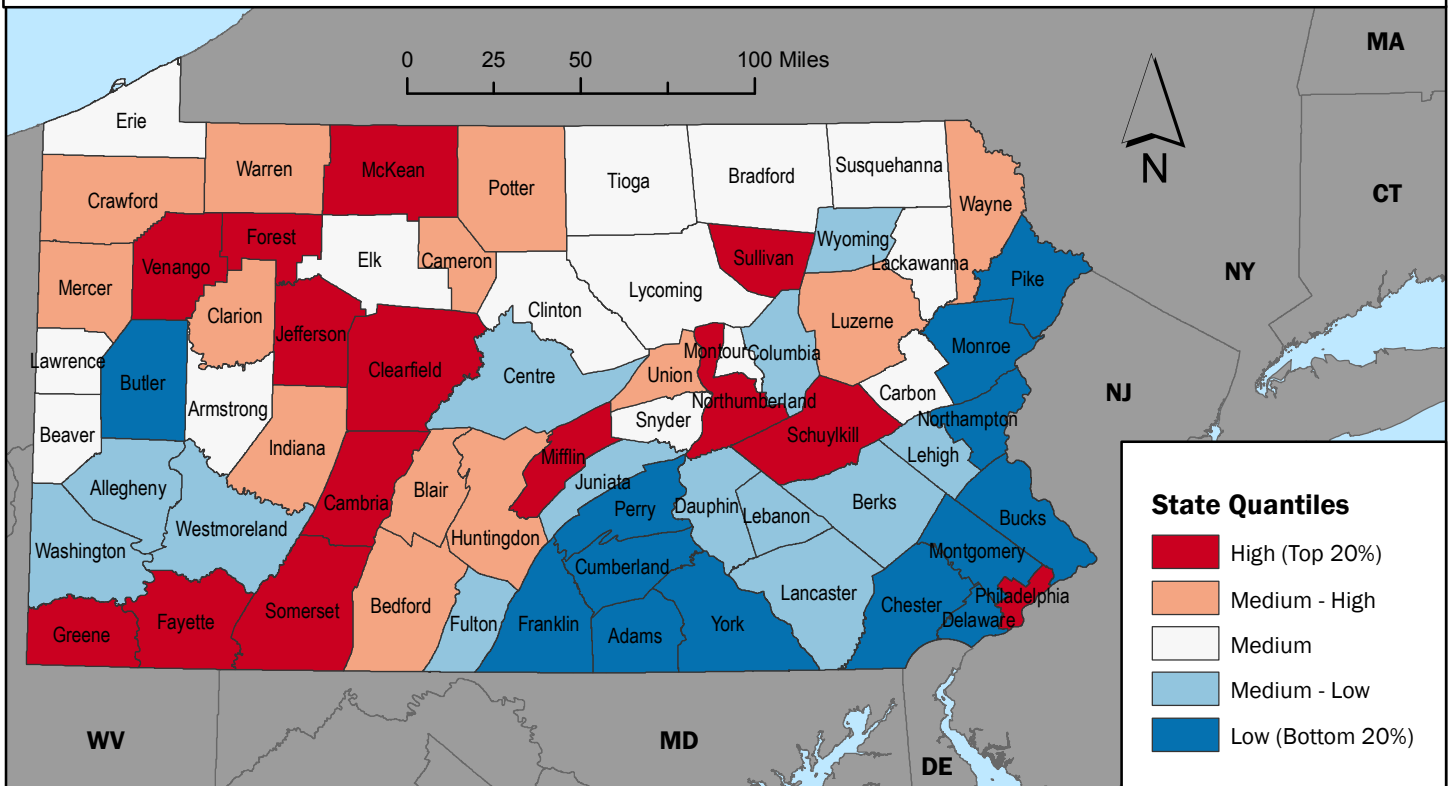 0 25 50 100 Miles
MA
Erie
Warren
McKean
Potter
Tioga
Bradford
Susquehanna
N
Crawford
Wayne
CT
Forest
Venango
Elk
Cameron
Sullivan
Wyoming
Lackawanna
NY
Mercer
Pike
Clarion
Clinton
Lycoming
Jefferson
Luzerne
Lawrence
Butler
Clearfield
Centre
Union
Montour
Columbia
Monroe
Armstrong
Northumberland
Carbon
NJ
Beaver
Snyder
Northampton
Indiana
Schuylkill
Mifflin
Lehigh
Allegheny
Blair
Juniata
Cambria
Perry
Dauphin
Lebanon
Berks
Bucks
Westmoreland
Huntingdon
Washington
Montgomery
Cumberland
Philadelphia
Greene
Fayette
Somerset
Bedford
Fulton
Franklin
Adams
York
Lancaster
Chester
Delaware
WV
MD
DE
State Quantiles
High (Top 20%)
Medium - High
Medium
Medium - Low
Low (Bottom 20%)